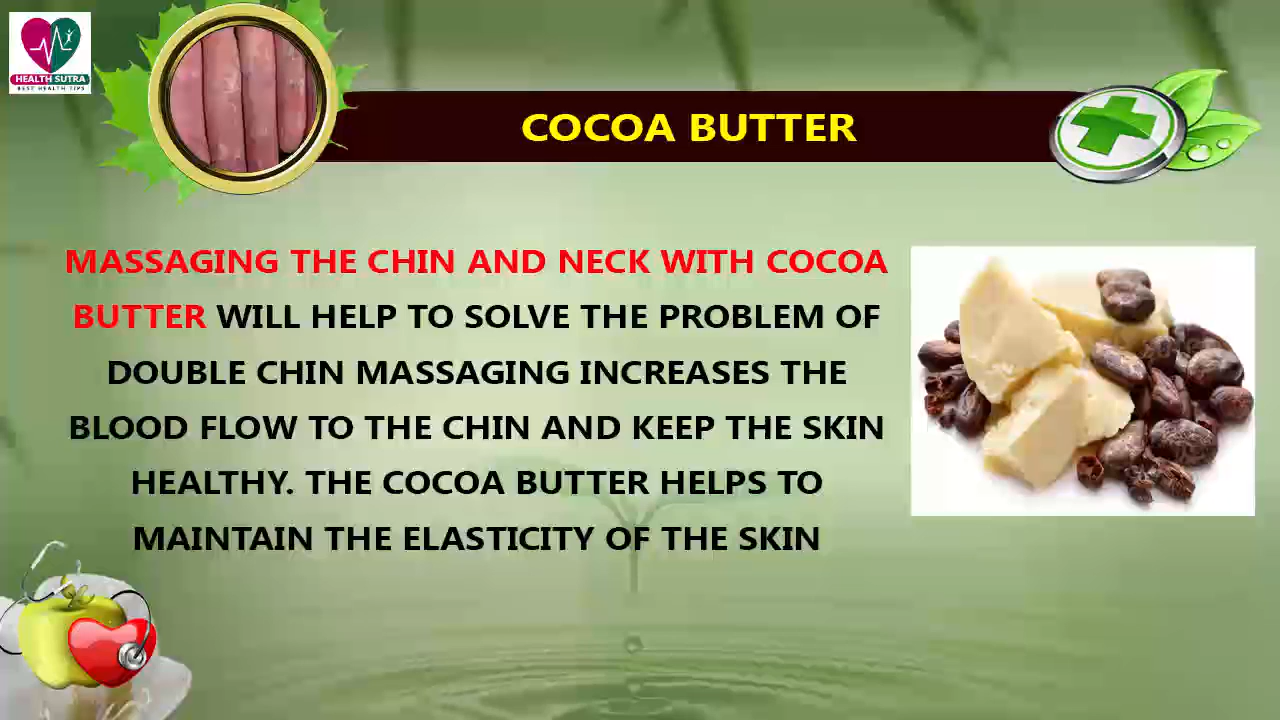 HEALTH SUTRA
BEST HEALTH TIPS
COCOA BUTTER
MASSAGING THE CHIN AND NECK WITH COCOA
BUTTER WILL HELP TO SOLVE THE PROBLEM OF
DOUBLE CHIN MASSAGING INCREASES THE
BLOOD FLOW TO THE CHIN AND KEEP THE SKIN
HEALTHY. THE COCOA BUTTER HELPS TO
MAINTAIN THE ELASTICITY OF THE SKIN